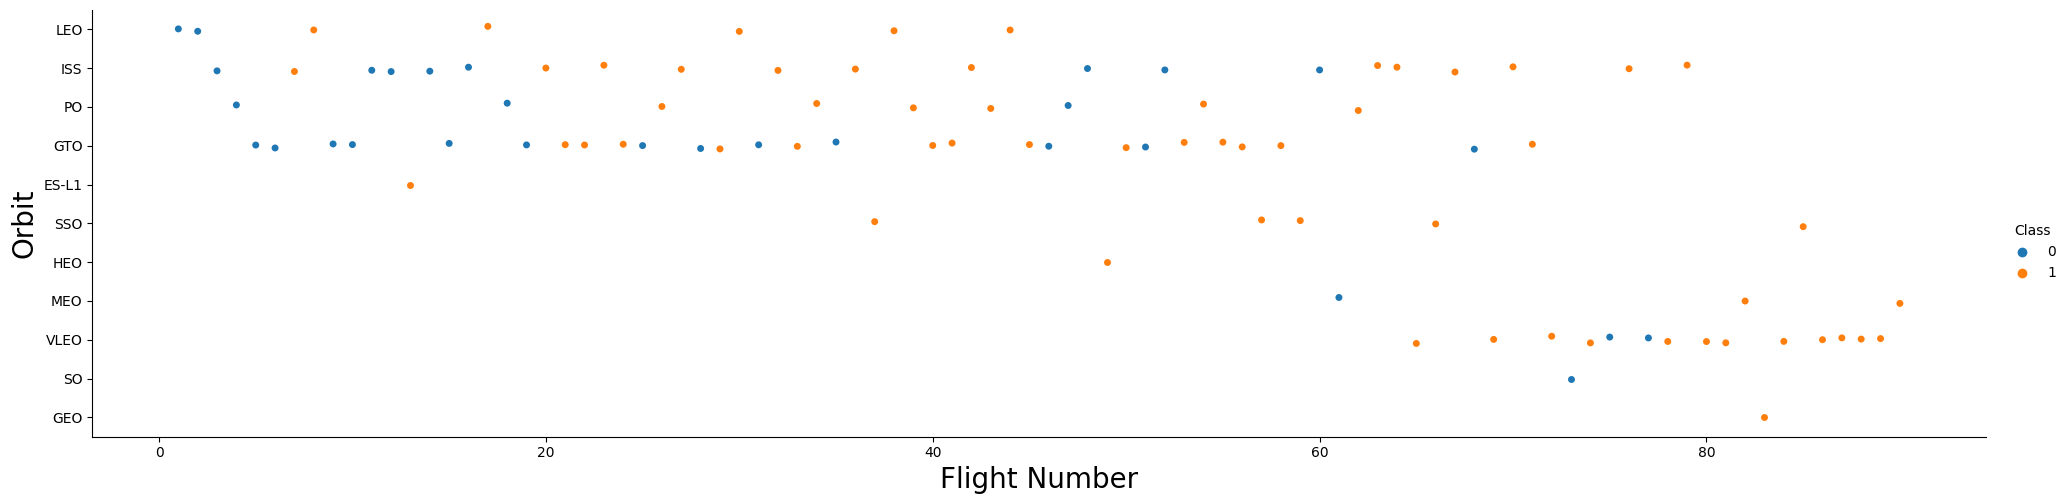 LEO
ISS
PO
GTO
ES-L1
SSO
HEO
MEO
VLEO
SO
GEO
Orbit
0 20 40 60 80
Flight Number
Class
0
1